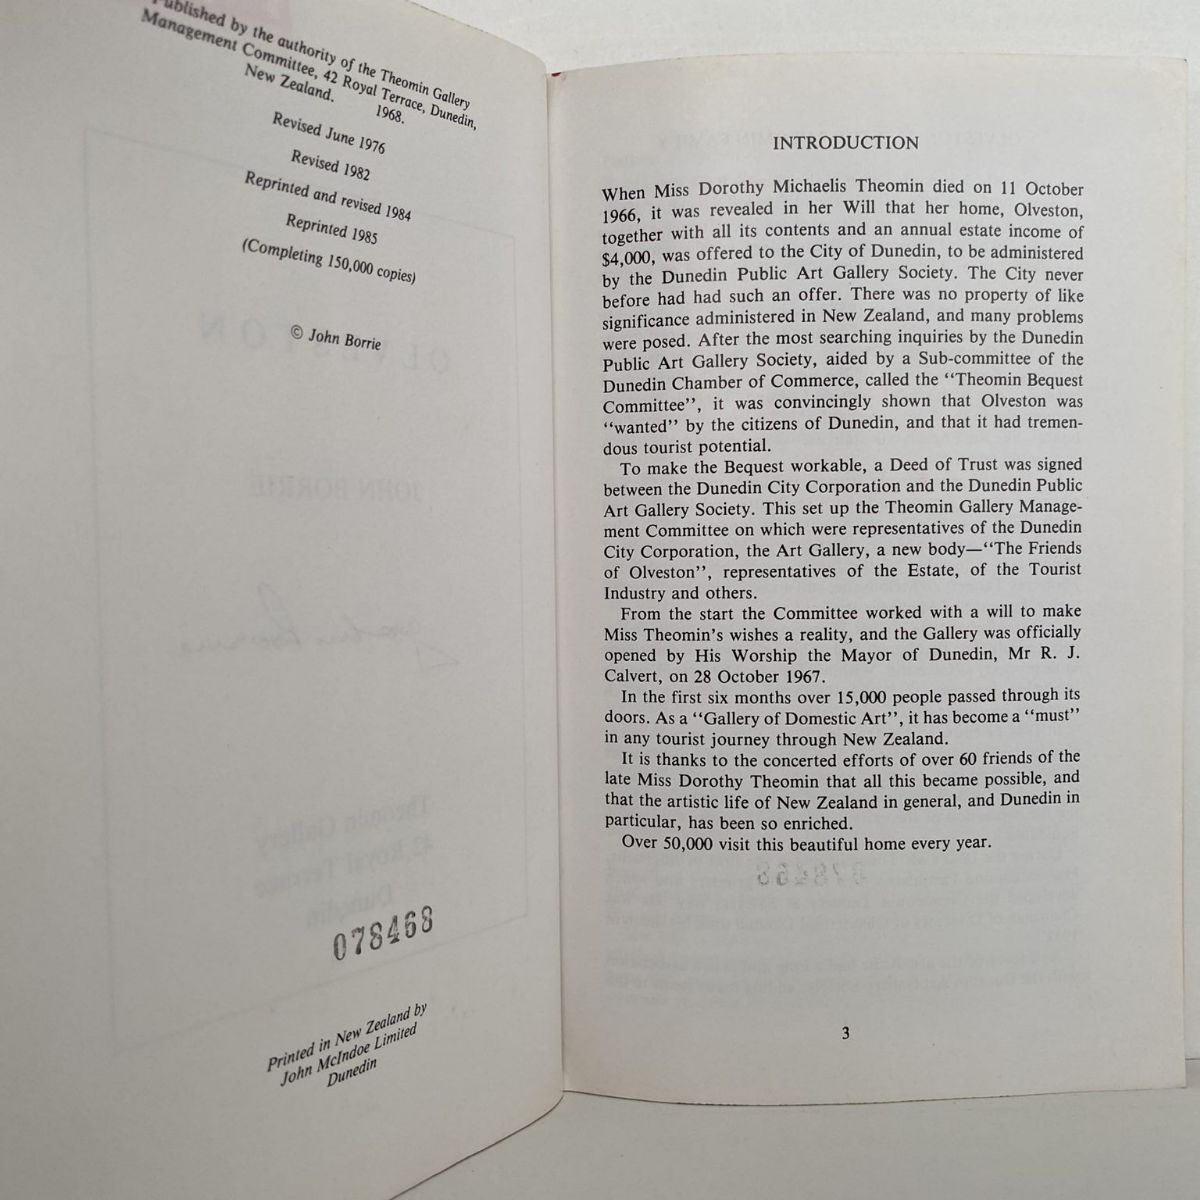 Published by the authority of the Theomin Gallery
Management Committee, 42 Royal Terrace, Dunedin,
New Zealand.
1968.
Revised June 1976
Revised 1982
Reprinted and revised 1984
Reprinted 1985
(Completing 150,000 copies)
© John Borrie
078468
Printed in New Zealand by
John McIndoe Limited
Dunedin
INTRODUCTION
When Miss Dorothy Michaelis Theomin died on 11 October
1966, it was revealed in her Will that her home, Olveston,
together with all its contents and an annual estate income of
$4,000, was offered to the City of Dunedin, to be administered
by the Dunedin Public Art Gallery Society. The City never
before had had such an offer. There was no property of like
significance administered in New Zealand, and many problems
were posed. After the most searching inquiries by the Dunedin
Public Art Gallery Society, aided by a Sub-committee of the
Dunedin Chamber of Commerce, called the “Theomin Bequest
Committee”, it was convincingly shown that Olveston was
“wanted” by the citizens of Dunedin, and that it had tremen-
dous tourist potential.
To make the Bequest workable, a Deed of Trust was signed
between the Dunedin City Corporation and the Dunedin Public
Art Gallery Society. This set up the Theomin Gallery Manage-
ment Committee on which were representatives of the Dunedin
City Corporation, the Art Gallery, a new body—“The Friends
of Olveston”, representatives of the Estate, of the Tourist
Industry and others.
From the start the Committee worked with a will to make
Miss Theomin’s wishes a reality, and the Gallery was officially
opened by His Worship the Mayor of Dunedin, Mr R. J.
Calvert, on 28 October 1967.
In the first six months over 15,000 people passed through its
doors. As a “Gallery of Domestic Art”, it has become a “must”
in any tourist journey through New Zealand.
It is thanks to the concerted efforts of over 60 friends of the
late Miss Dorothy Theomin that all this became possible, and
that the artistic life of New Zealand in general, and Dunedin in
particular, has been so enriched.
Over 50,000 visit this beautiful home every year.
3